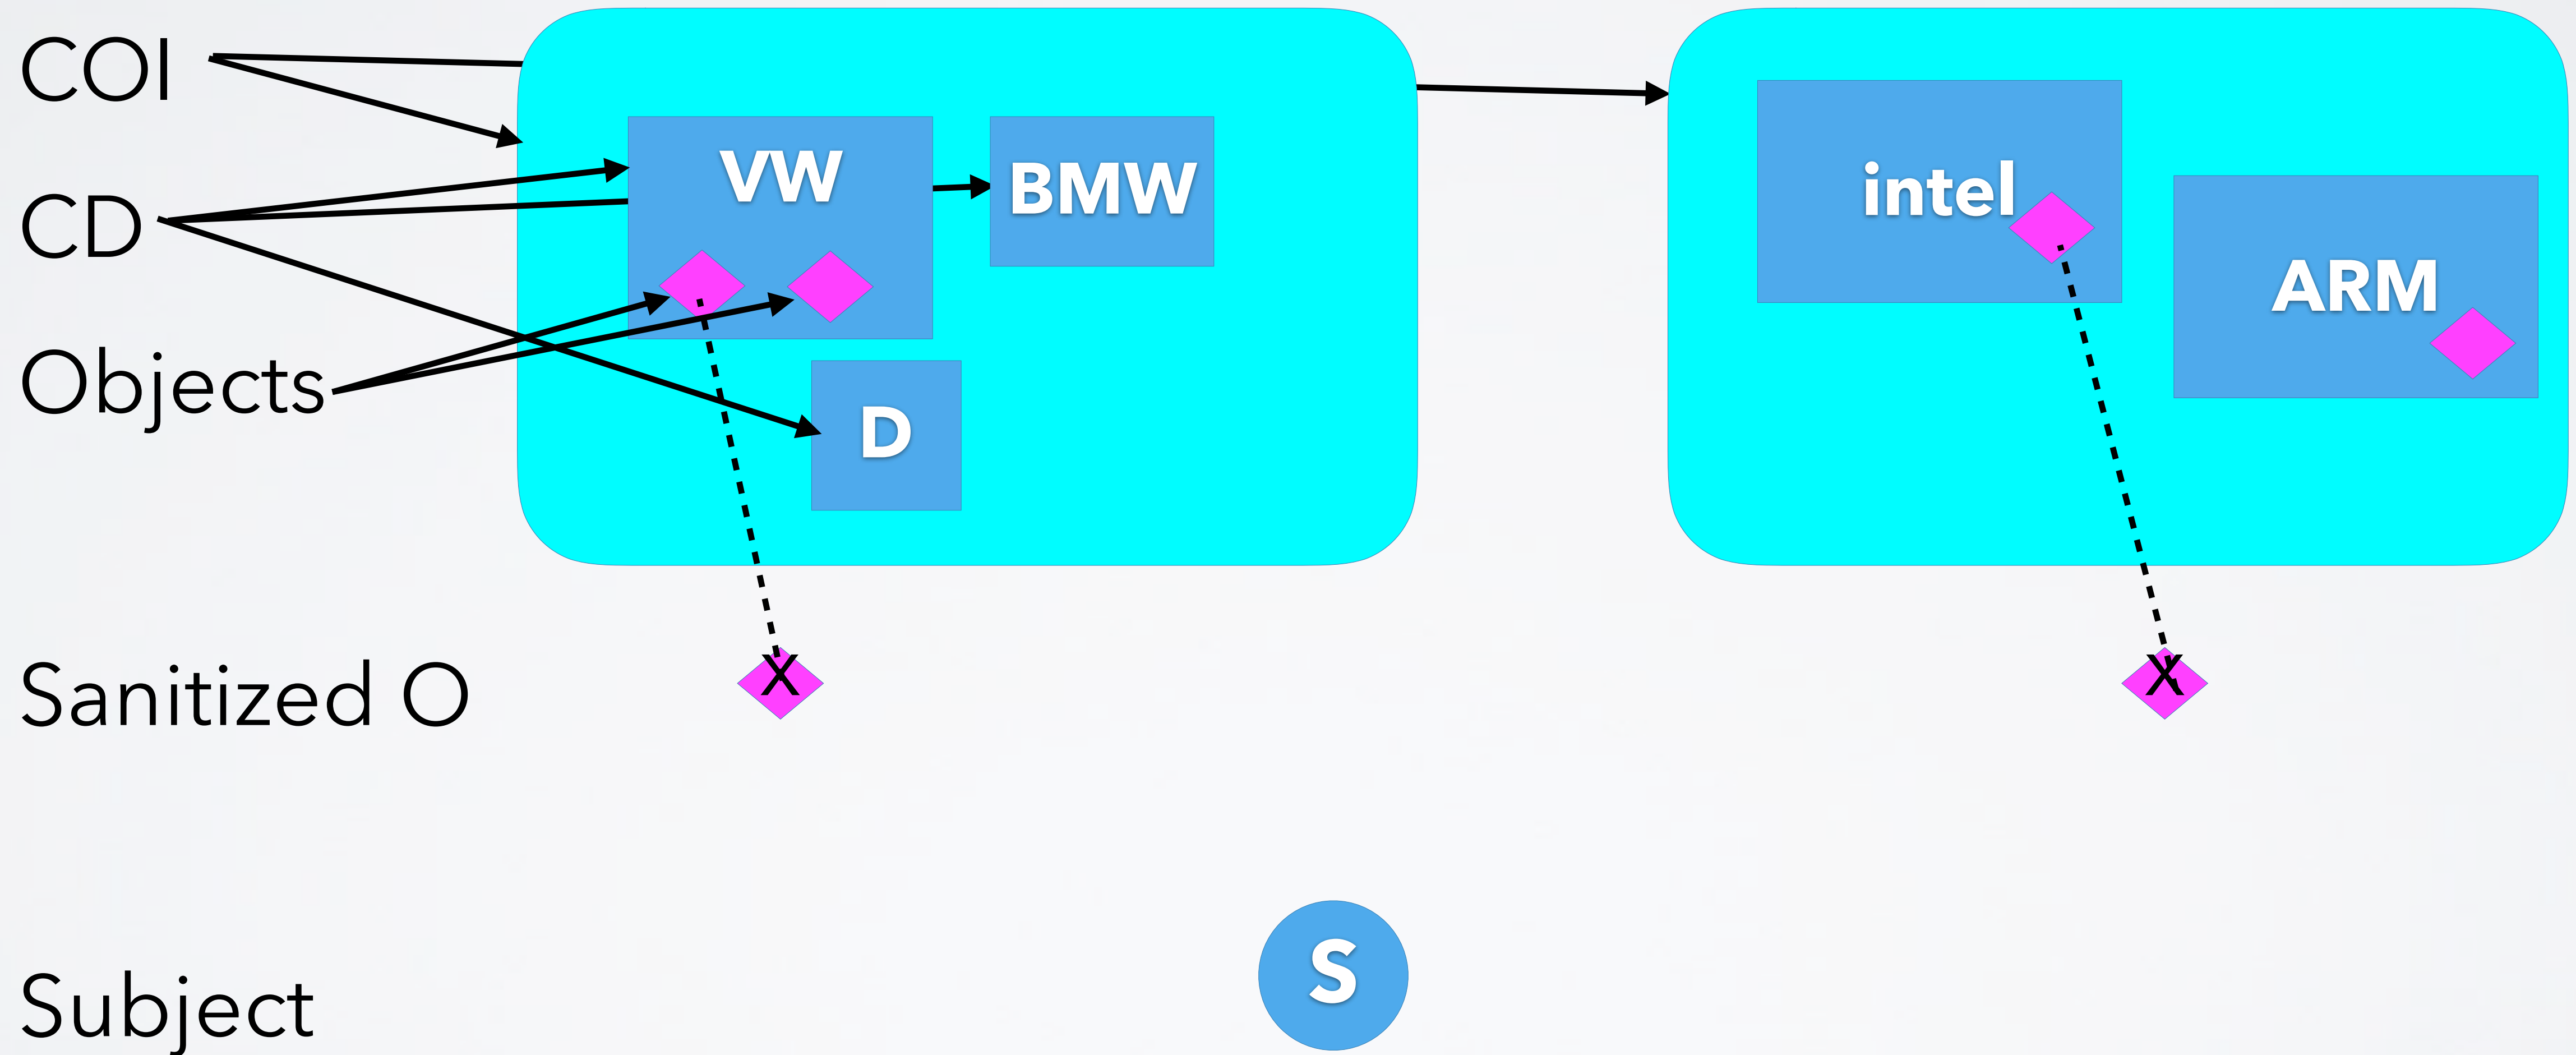 COI
CD
Objects
Sanitized O
Subject
VW
BMW
D
intel
ARM
X
X
S